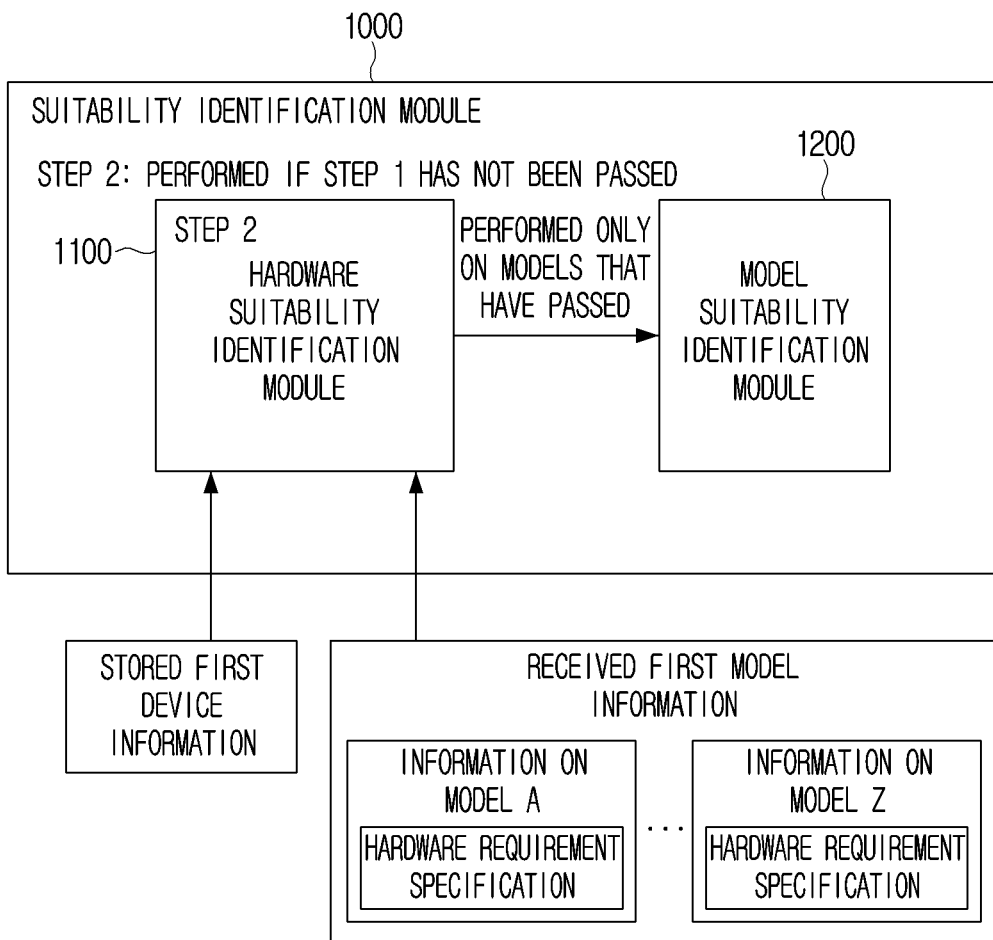 1000
SUITABILITY IDENTIFICATION MODULE
1200
STEP 2: PERFORMED IF STEP 1 HAS NOT BEEN PASSED
1100
STEP 2
HARDWARE
SUITABILITY
IDENTIFICATION
MODULE
PERFORMED ONLY
ON MODELS THAT
HAVE PASSED
MODEL
SUITABILITY
IDENTIFICATION
MODULE
STORED FIRST
DEVICE
INFORMATION
RECEIVED FIRST MODEL
INFORMATION
INFORMATION ON
MODEL A
HARDWARE REQUIREMENT
SPECIFICATION
...
INFORMATION ON
MODEL Z
HARDWARE REQUIREMENT
SPECIFICATION